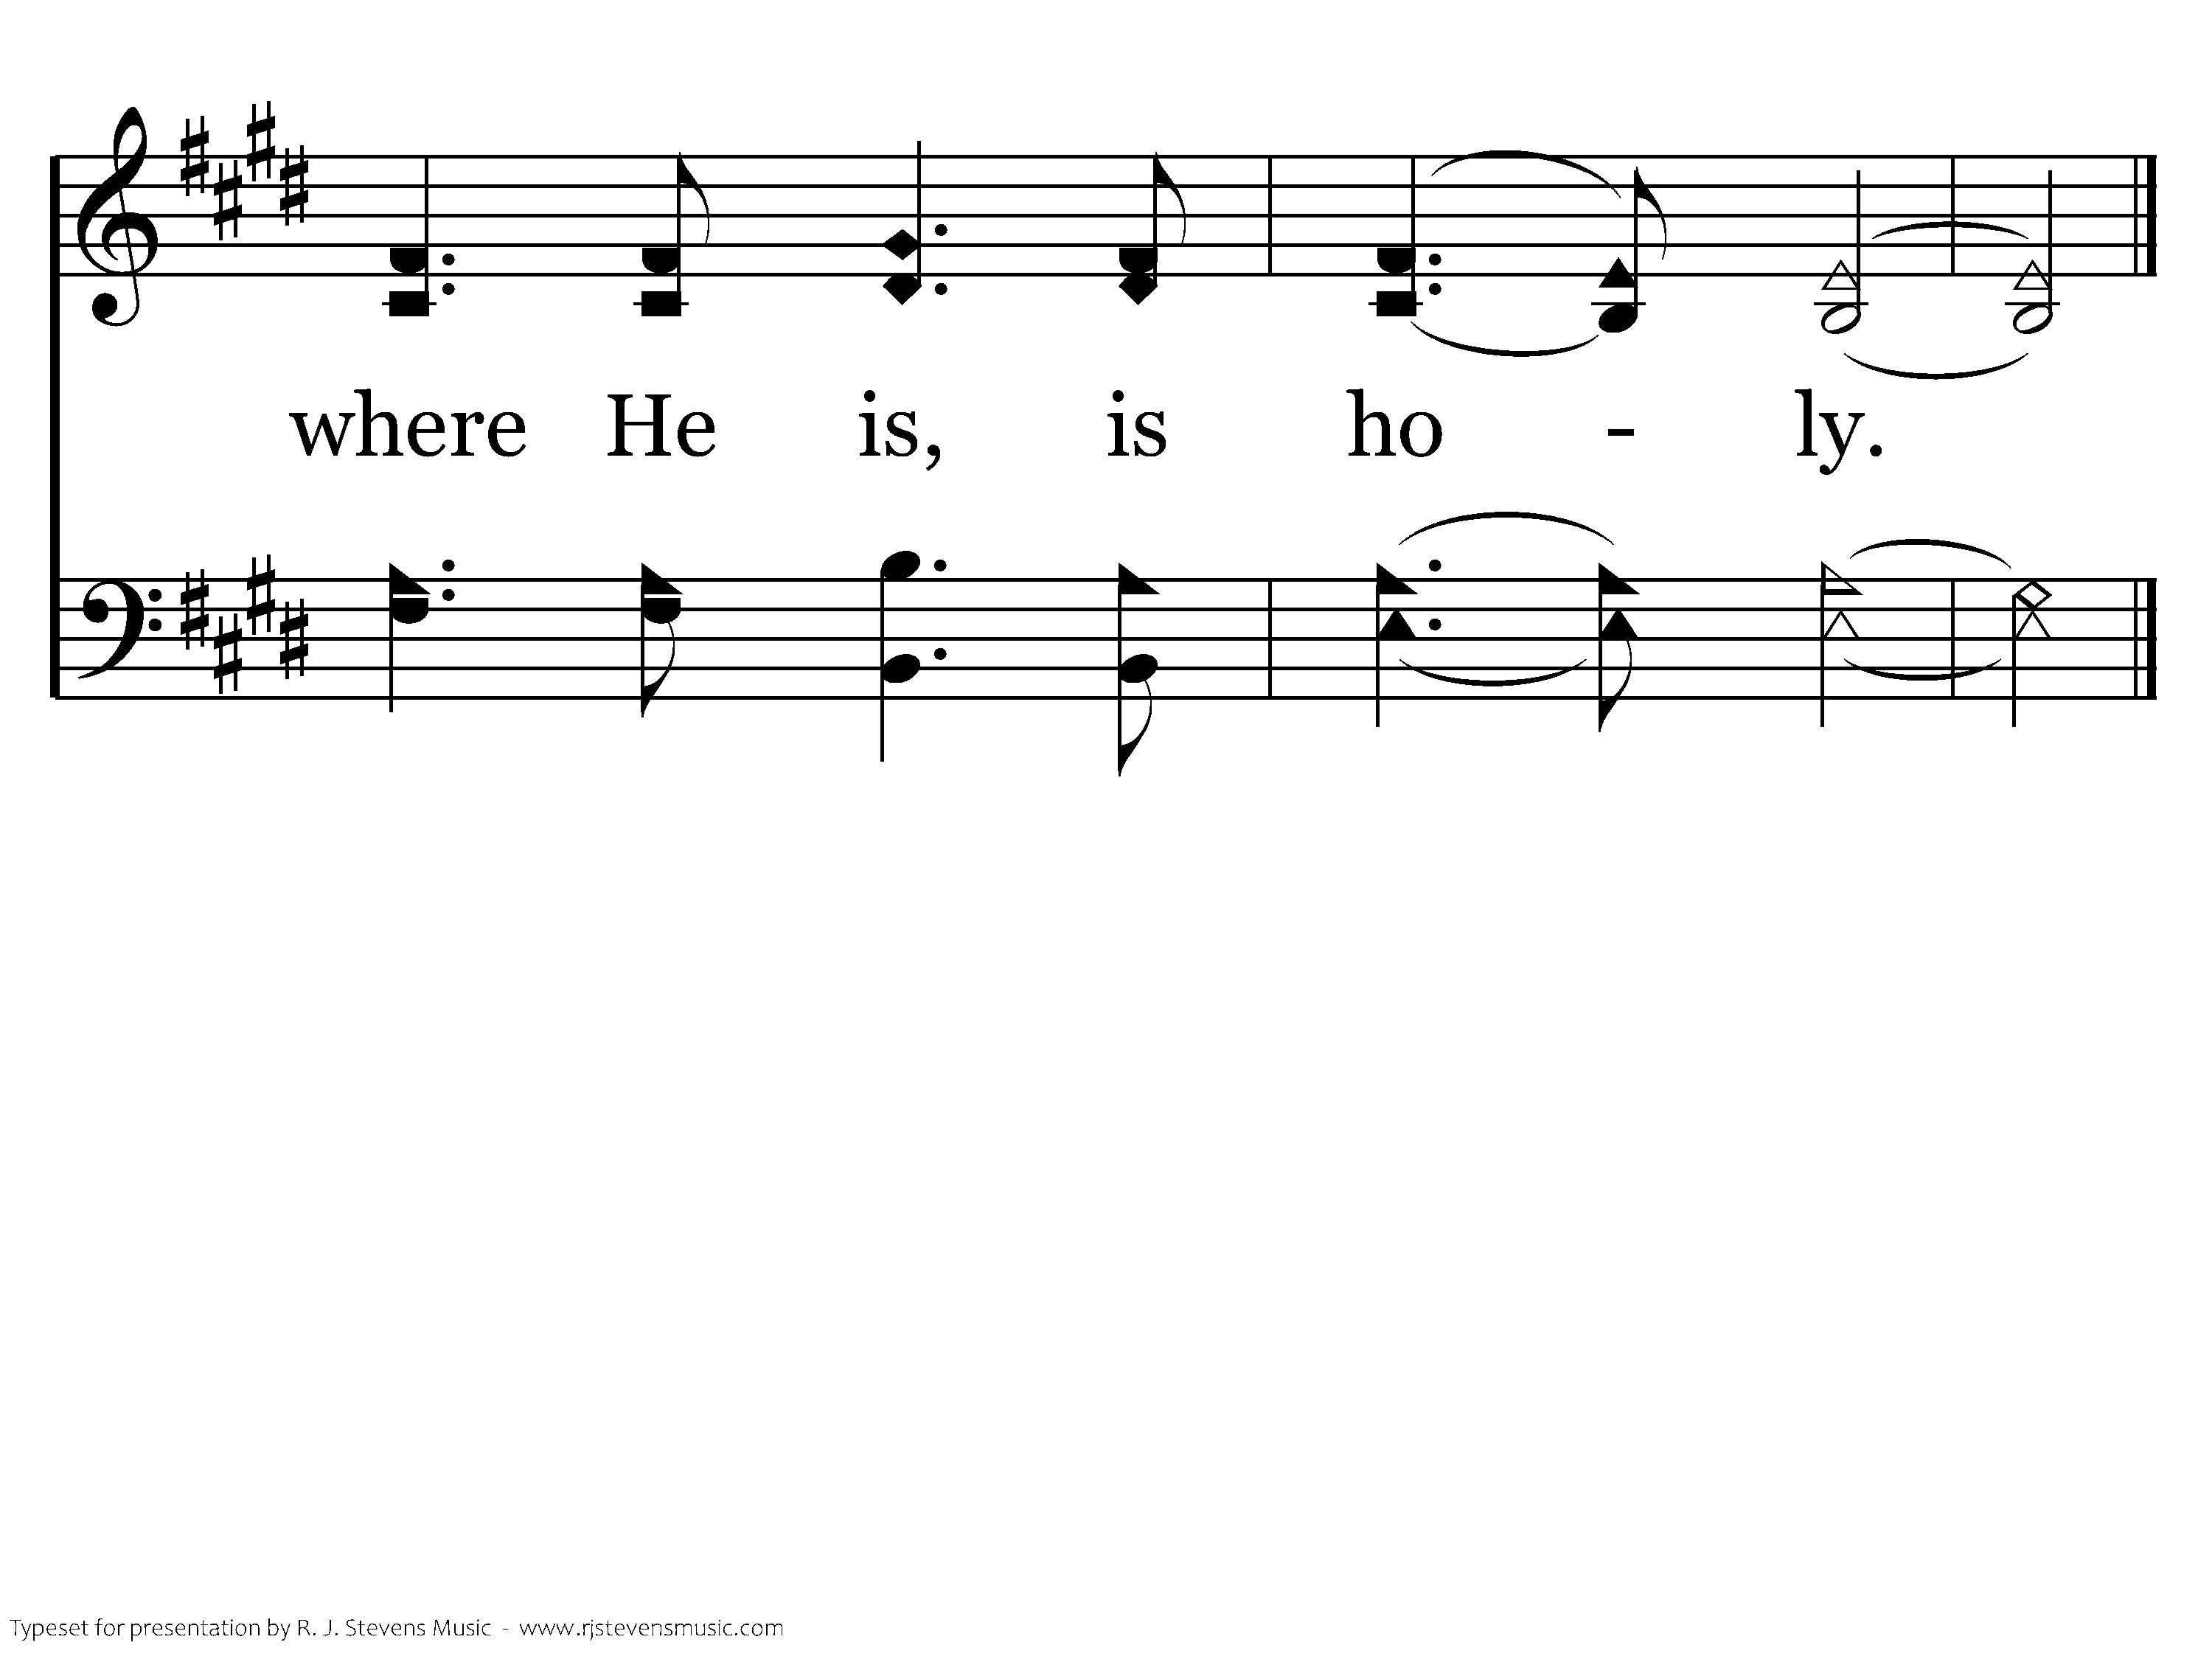 where He is, is ho - ly.
Typeset for presentation by R. J. Stevens Music - www.rjstevensmusic.com